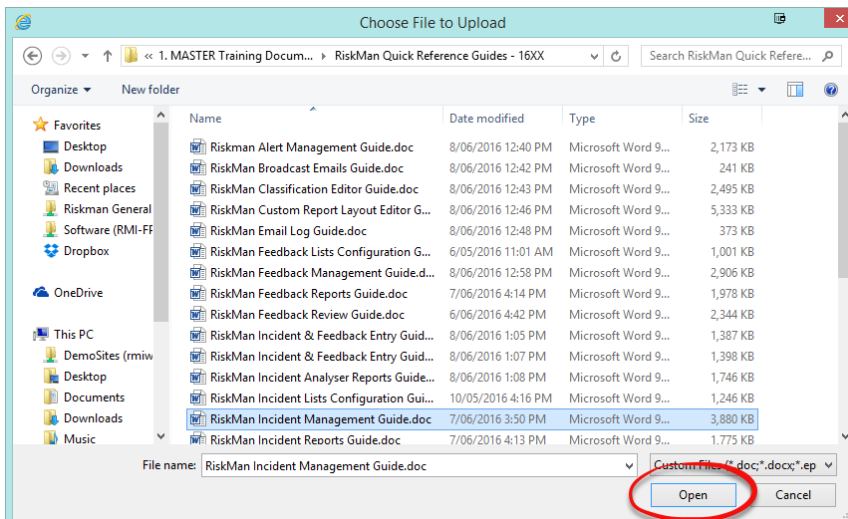 Choose File to Upload
« 1. MASTER Training Docum... RiskMan Quick Reference Guides - 16XX
Search RiskMan Quick Refere...
Organize New folder
Name Date modified Type Size
Favorites
Desktop
Downloads
Recent places
Riskman General
Software (RMI-FF
Dropbox
OneDrive
This PC
DemoSites (rmiw
Desktop
Documents
Downloads
Music
Riskman Alert Management Guide.doc 8/06/2016 12:40 PM Microsoft Word 9... 2,173 KB
RiskMan Broadcast Emails Guide.doc 8/06/2016 12:42 PM Microsoft Word 9... 241 KB
RiskMan Classification Editor Guide.doc 8/06/2016 12:43 PM Microsoft Word 9... 2,495 KB
RiskMan Custom Report Layout Editor G... 8/06/2016 12:46 PM Microsoft Word 9... 5,333 KB
RiskMan Email Log Guide.doc 8/06/2016 12:48 PM Microsoft Word 9... 373 KB
RiskMan Feedback Lists Configuration G... 6/05/2016 11:01 AM Microsoft Word 9... 1,001 KB
RiskMan Feedback Management Guide.d... 8/06/2016 12:58 PM Microsoft Word 9... 2,906 KB
RiskMan Feedback Reports Guide.doc 7/06/2016 4:14 PM Microsoft Word 9... 1,978 KB
RiskMan Feedback Review Guide.doc 6/06/2016 4:42 PM Microsoft Word 9... 2,344 KB
RiskMan Incident & Feedback Entry Guid... 8/06/2016 1:05 PM Microsoft Word 9... 1,387 KB
RiskMan Incident & Feedback Entry Guid... 8/06/2016 1:07 PM Microsoft Word 9... 1,398 KB
RiskMan Incident Analyser Reports Guide... 8/06/2016 1:08 PM Microsoft Word 9... 1,746 KB
RiskMan Incident Lists Configuration Gui... 10/05/2016 4:16 PM Microsoft Word 9... 1,246 KB
RiskMan Incident Management Guide.doc 7/06/2016 3:50 PM Microsoft Word 9... 3,880 KB
RiskMan Incident Reports Guide.doc 7/06/2016 4:13 PM Microsoft Word 9... 1,775 KB
File name: RiskMan Incident Management Guide.doc Custom Files (*.doc;*.docx;*.ep
Open Cancel